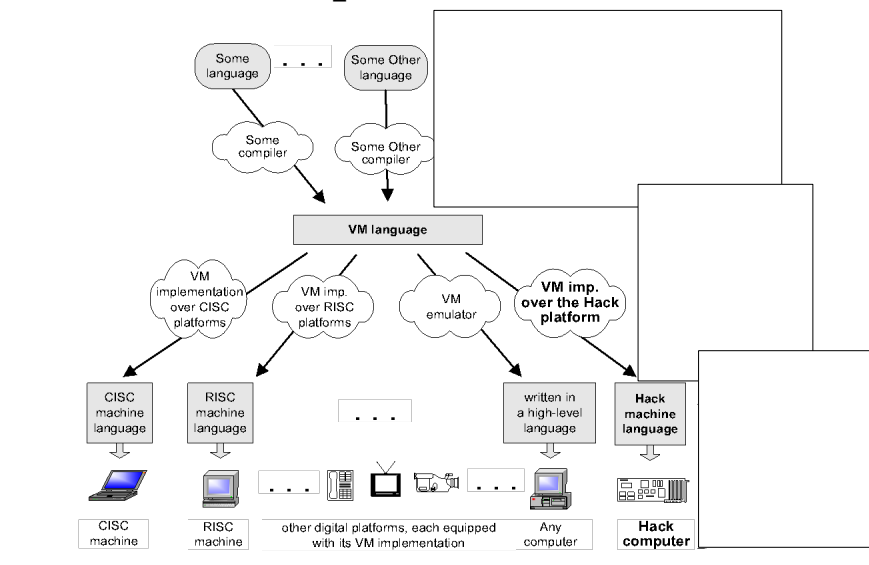 Some
language
. . .
Some Other
language
Some
compiler
Some Other
compiler
VM language
VM
implementation
over CISC
platforms
VM imp.
over RISC
platforms
VM
emulator
VM imp.
over the Hack
platform
CISC
machine
language
RISC
machine
language
. . .
written in
a high-level
language
Hack
machine
language
. . .
. . .
CISC
machine
RISC
machine
other digital platforms, each equipped
with its VM implementation
Any
computer
Hack
computer